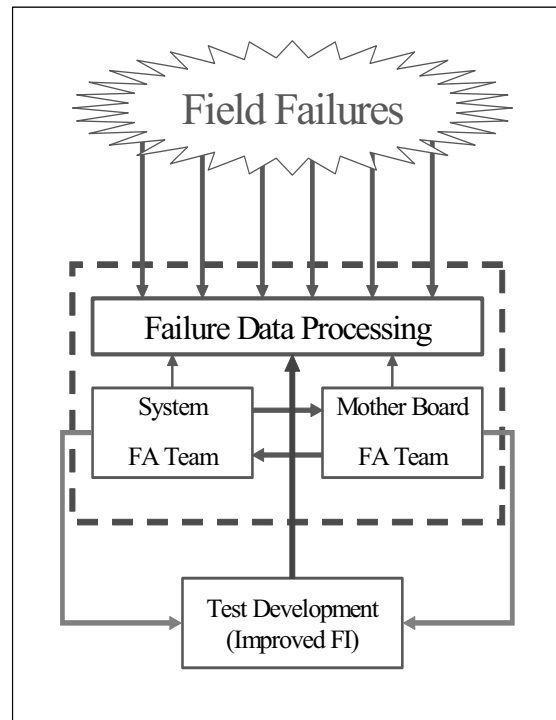 Field Failures
Failure Data Processing
System
FA Team
Mother Board
FA Team
Test Development
(Improved FI)